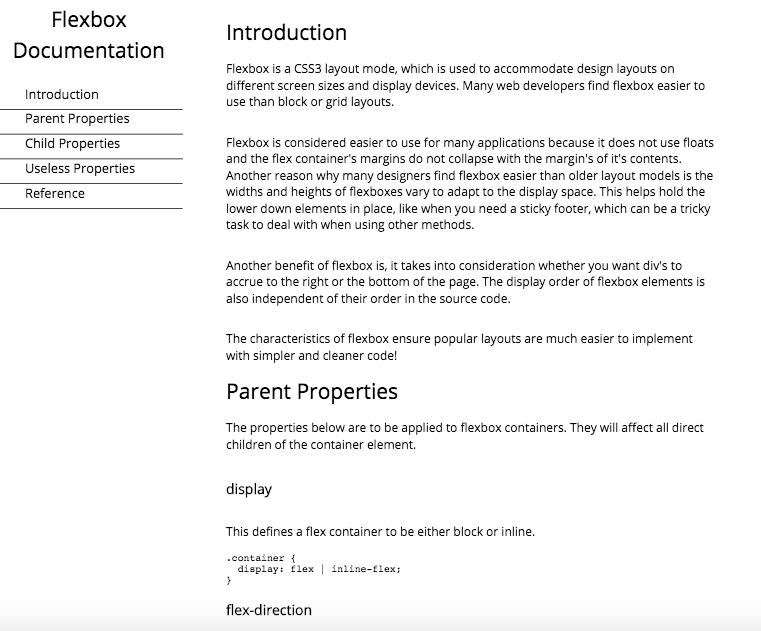 Flexbox
Documentation
Introduction
Parent Properties
Child Properties
Useless Properties
Reference
Introduction
Flexbox is a CSS3 layout mode, which is used to accommodate design layouts on
different screen sizes and display devices. Many web developers find flexbox easier to
use than block or grid layouts.
Flexbox is considered easier to use for many applications because it does not use floats
and the flex container's margins do not collapse with the margin's of it's contents.
Another reason why many designers find flexbox easier than older layout models is the
widths and heights of flexboxes vary to adapt to the display space. This helps hold the
lower down elements in place, like when you need a sticky footer, which can be a tricky
task to deal with when using other methods.
Another benefit of flexbox is, it takes into consideration whether you want div's to
accrue to the right or the bottom of the page. The display order of flexbox elements is
also independent of their order in the source code.
The characteristics of flexbox ensure popular layouts are much easier to implement
with simpler and cleaner code!
Parent Properties
The properties below are to be applied to flexbox containers. They will affect all direct
children of the container element.
display
This defines a flex container to be either block or inline.
.container {
  display: flex | inline-flex;
}
flex-direction